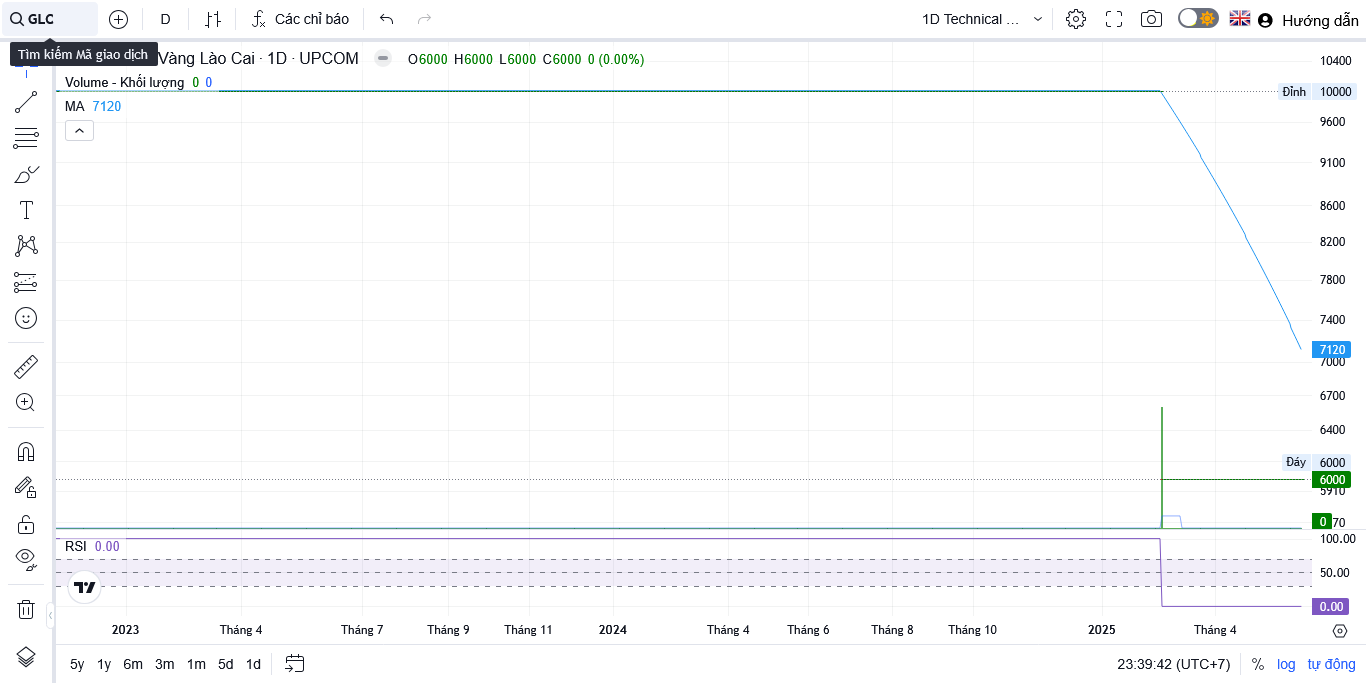 GLC
D
Các chỉ báo
1D Technical ...
Hướng dẫn
Tìm kiếm Mã giao dịch
Vàng Lào Cai · 1D · UPCOM
O6000 H6000 L6000 C6000 0 (0.00%)
Volume - Khối lượng 0 0
MA 7120
10400
Đỉnh 10000
9600
9100
8600
8200
7800
7400
7120
7000
6700
6400
Đáy 6000
6000
5910
0
70
RSI 0.00
100.00
50.00
0.00
2023 Tháng 4 Tháng 7 Tháng 9 Tháng 11 2024 Tháng 4 Tháng 6 Tháng 8 Tháng 10 2025 Tháng 4
5y 1y 6m 3m 1m 5d 1d
23:39:42 (UTC+7) % log tự động